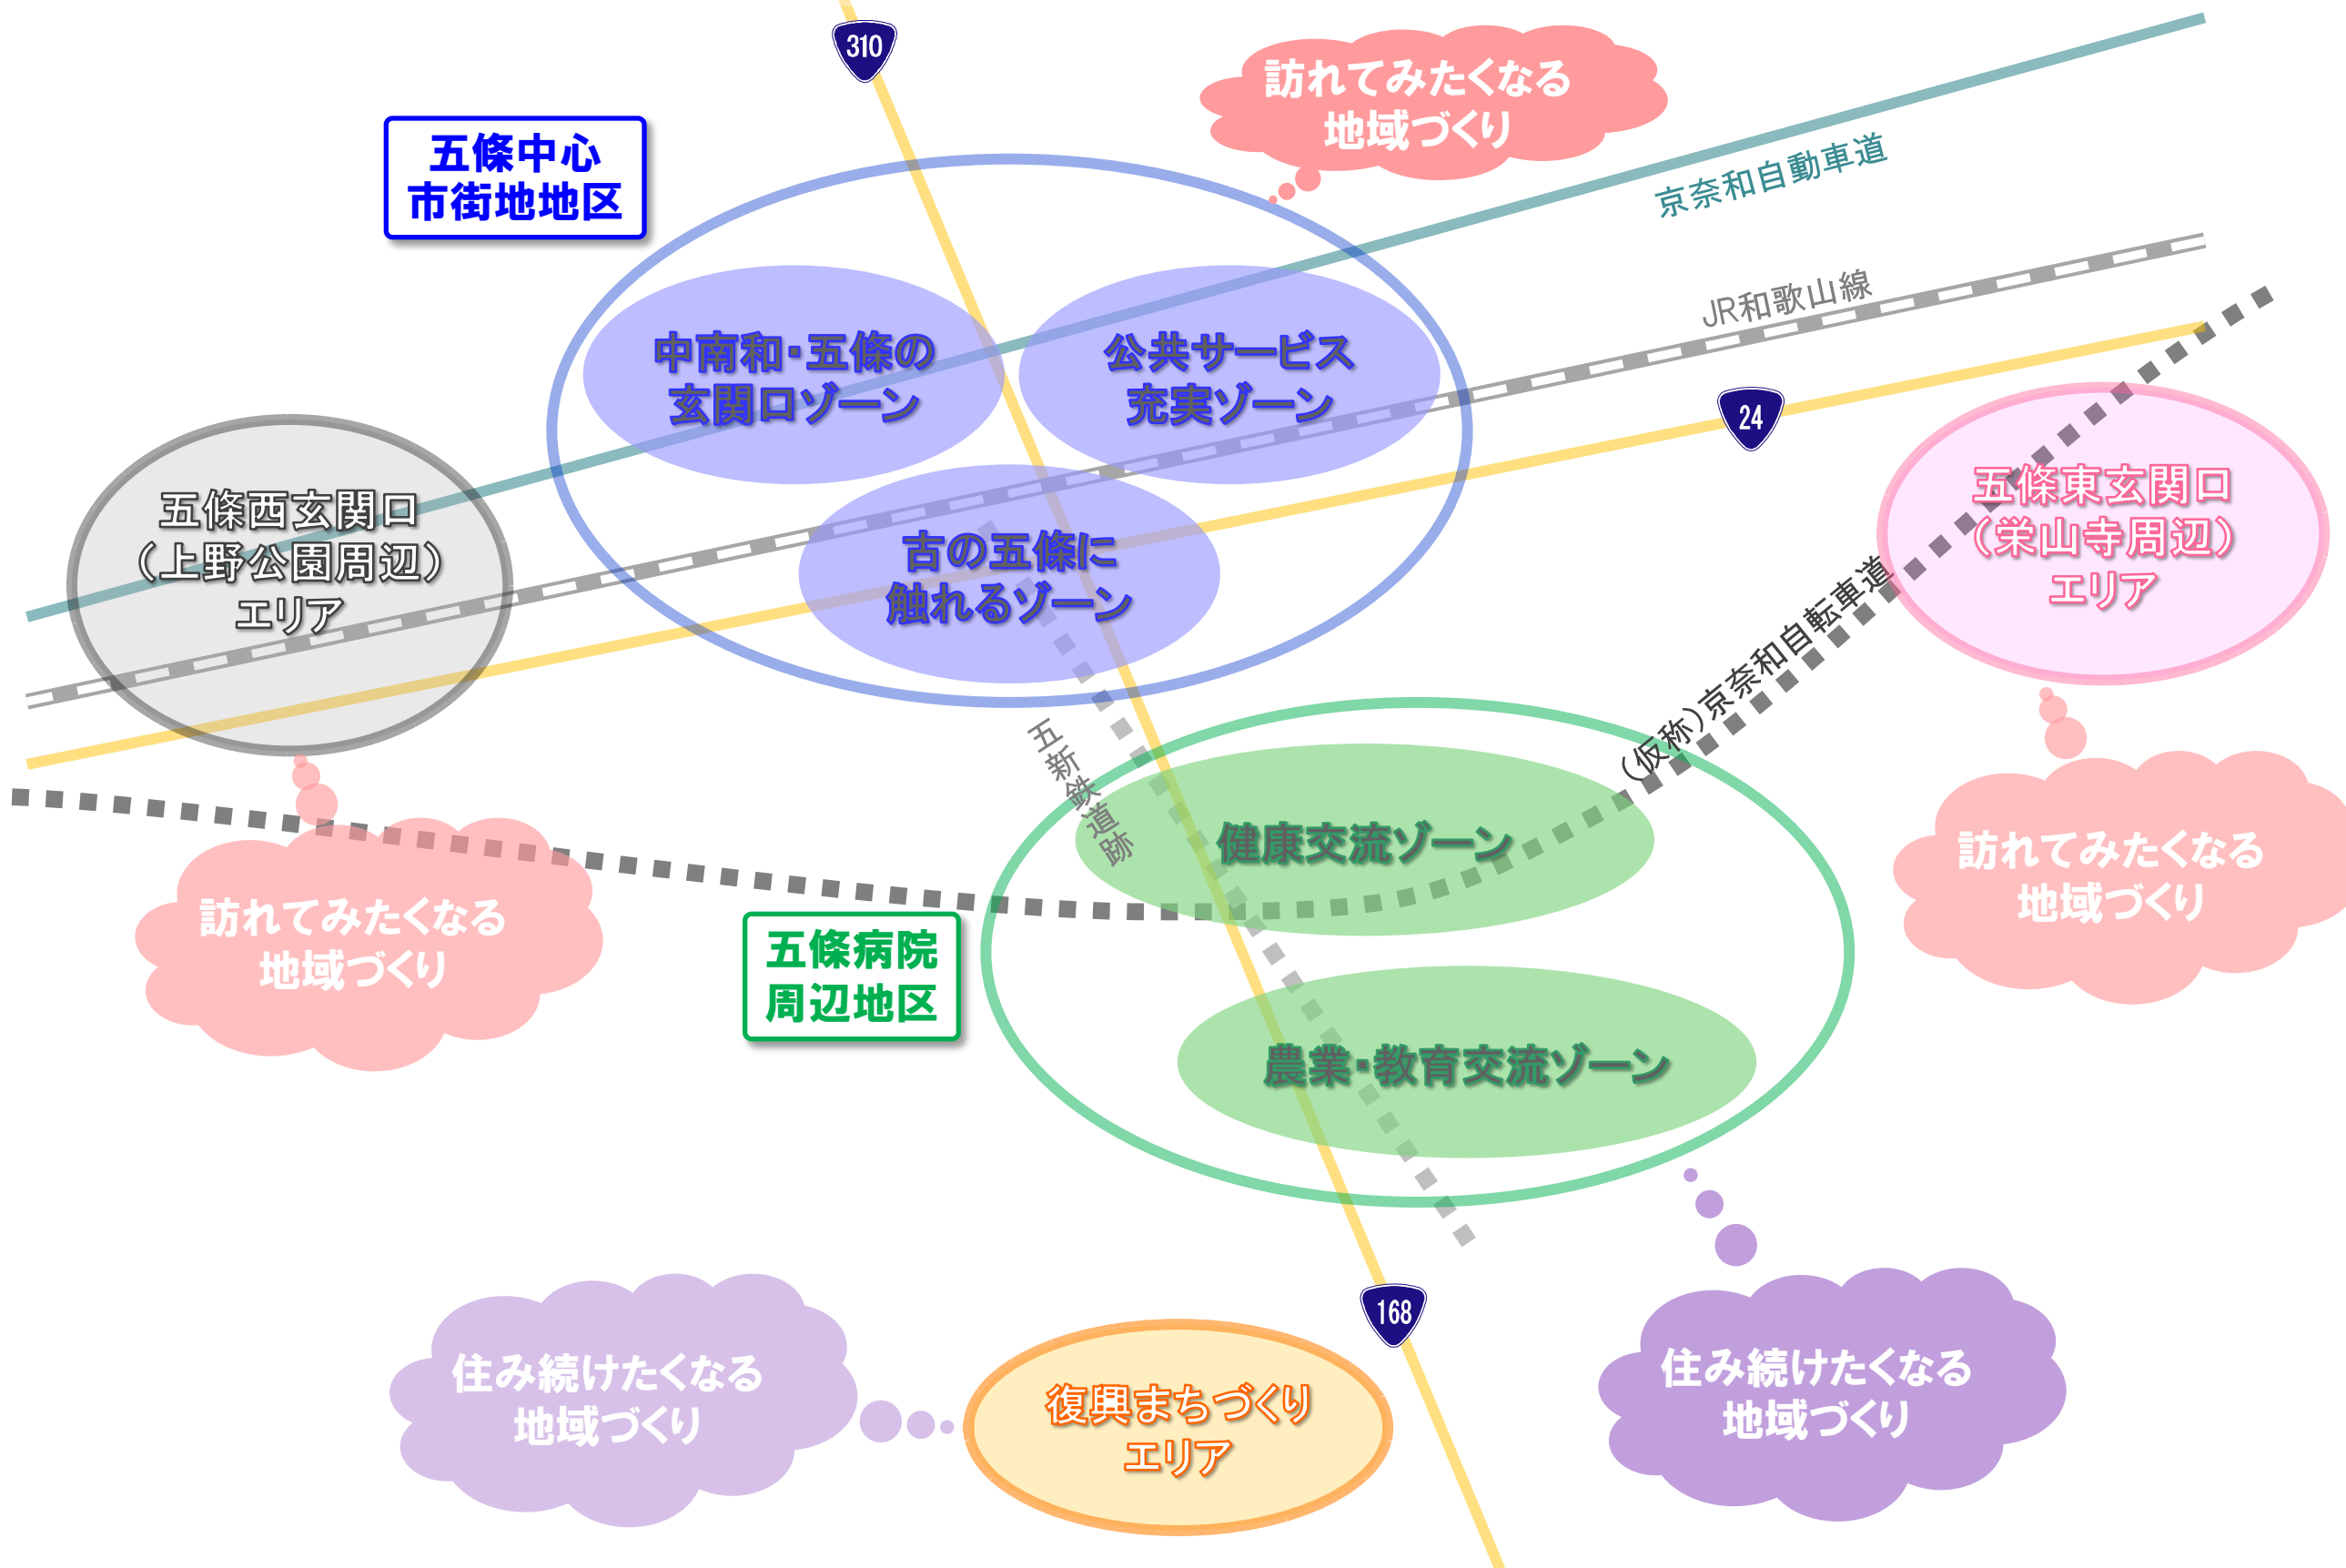 310
訪れてみたくなる
地域づくり
五條中心
市街地地区
京奈和自動車道
JR和歌山線
中南和・五條の
玄関口ゾーン
公共サービス
充実ゾーン
24
五條西玄関口
（上野公園周辺）
エリア
五條東玄関口
（栄山寺周辺）
エリア
古の五條に
触れるゾーン
（仮称）京奈和自転車道
五新鉄道跡
健康交流ゾーン
訪れてみたくなる
地域づくり
訪れてみたくなる
地域づくり
五條病院
周辺地区
農業・教育交流ゾーン
168
住み続けたくなる
地域づくり
復興まちづくり
エリア
住み続けたくなる
地域づくり